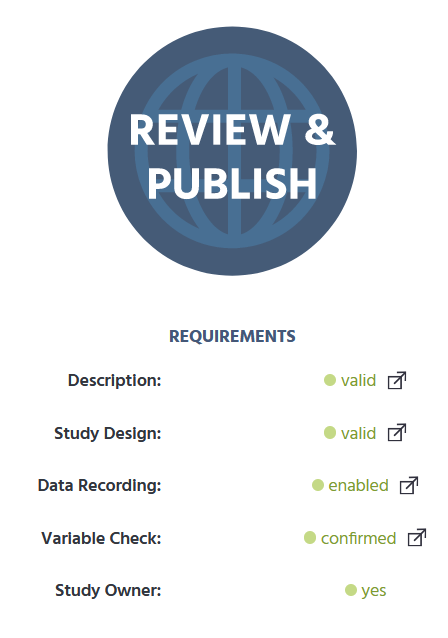 REVIEW &
PUBLISH
REQUIREMENTS
Description: valid
Study Design: valid
Data Recording: enabled
Variable Check: confirmed
Study Owner: yes